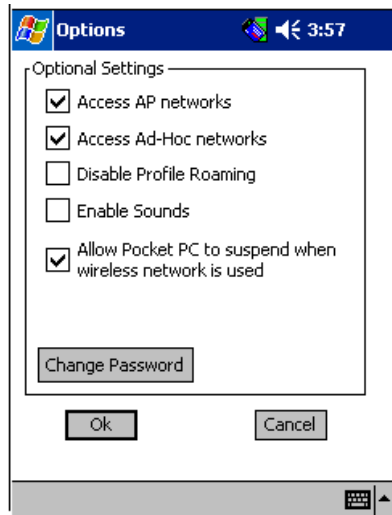 Options
3:57
Optional Settings
Access AP networks
Access Ad-Hoc networks
Disable Profile Roaming
Enable Sounds
Allow Pocket PC to suspend when
wireless network is used
Change Password
Ok
Cancel